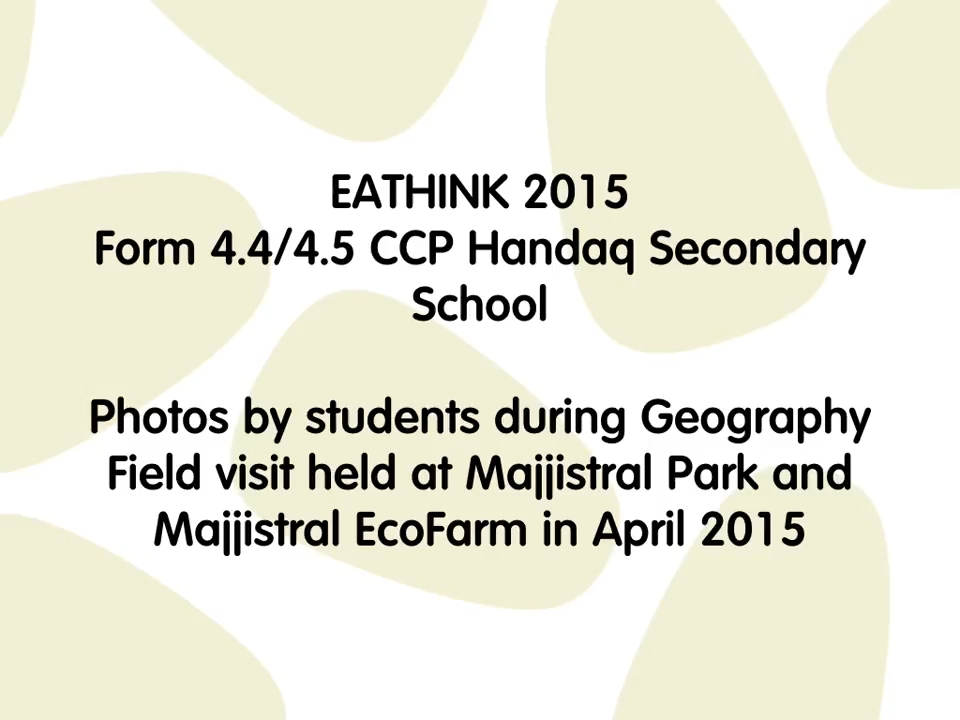 EATHINK 2015
Form 4.4/4.5 CCP Handaq Secondary
School
Photos by students during Geography
Field visit held at Majjistral Park and
Majjistral EcoFarm in April 2015